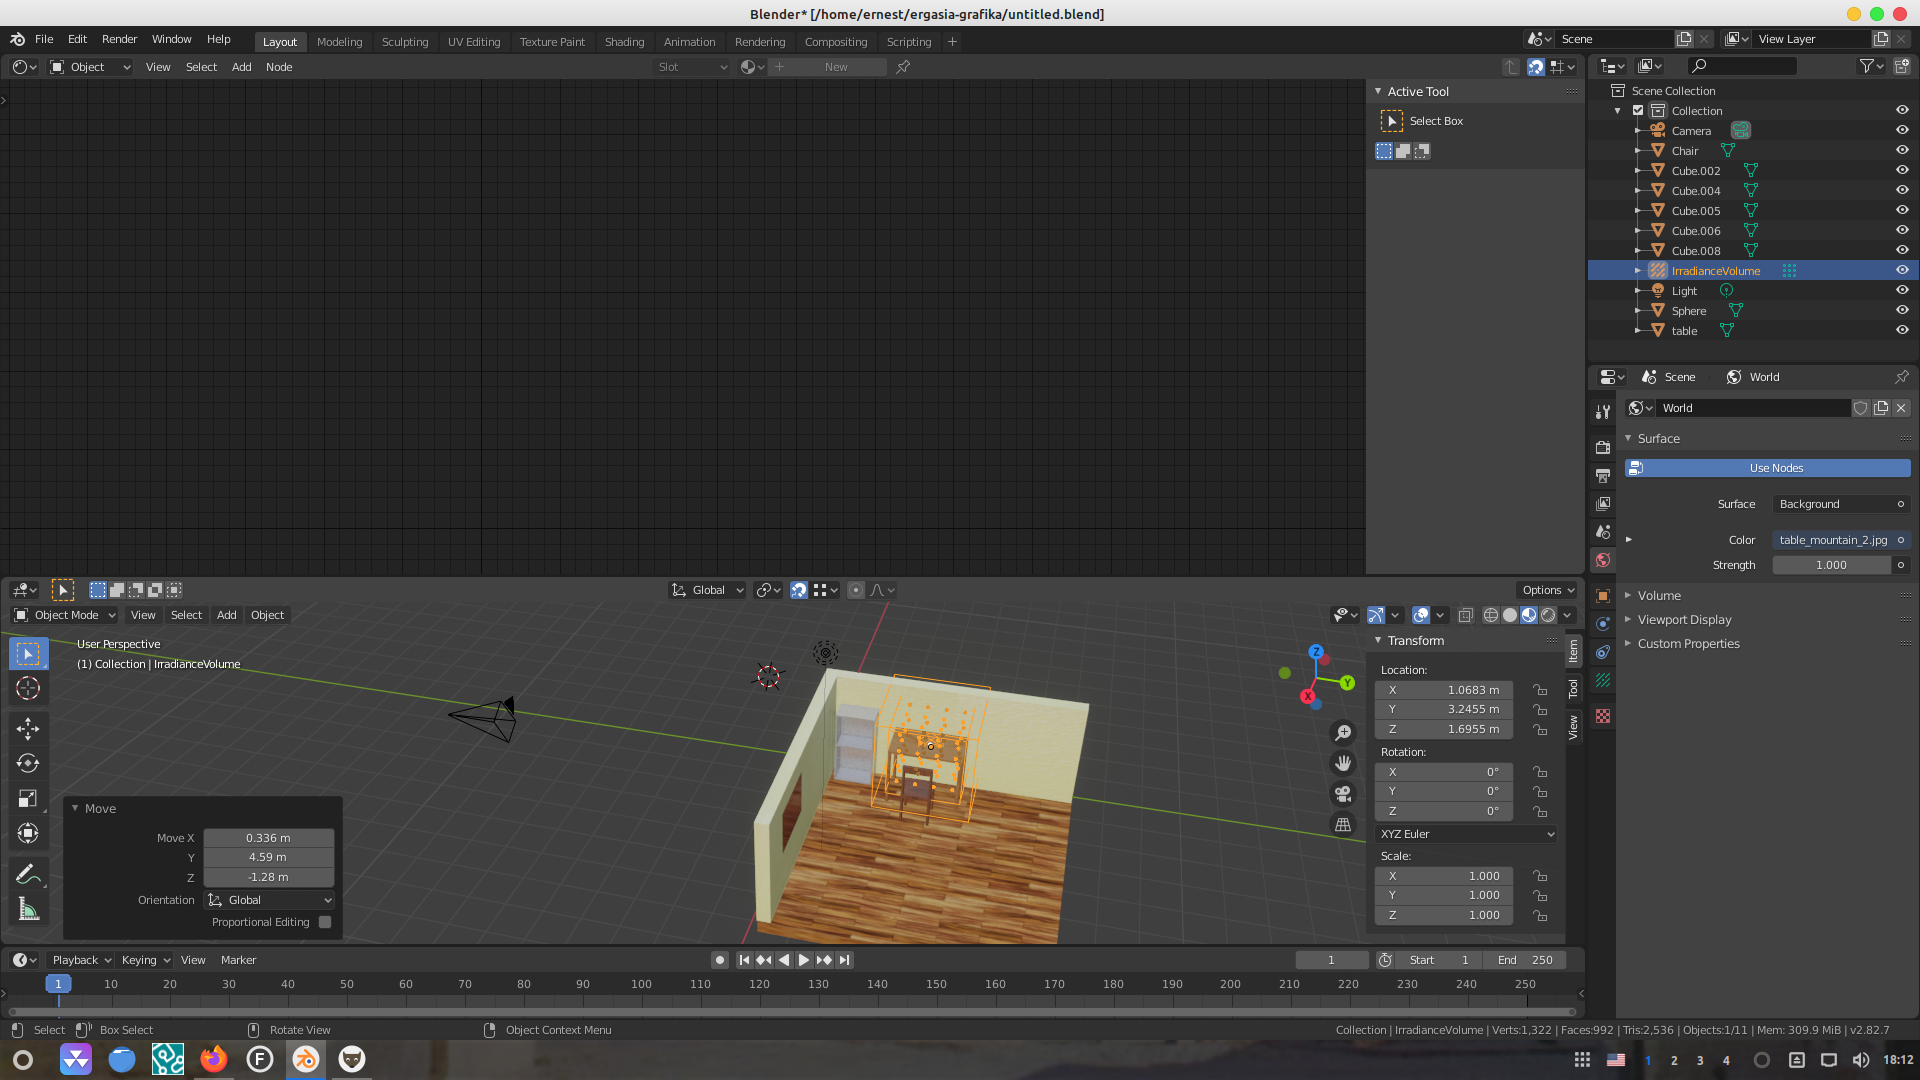 Blender* [/home/ernest/ergasia-grafika/untitled.blend]
File Edit Render Window Help Layout Modeling Sculpting UV Editing Texture Paint Shading Animation Rendering Compositing Scripting + Scene View Layer
Object View Select Add Node Slot New
Active Tool
Select Box
Scene Collection
Collection
Camera
Chair
Cube.002
Cube.004
Cube.005
Cube.006
Cube.008
IrradianceVolume
Light
Sphere
table
Scene World
World
Surface
Use Nodes
Surface Background
Color table_mountain_2.jpg
Strength 1.000
Volume
Viewport Display
Custom Properties
Global Options
Object Mode View Select Add Object
User Perspective
(1) Collection | IrradianceVolume
Z
Y
X
Transform
Location:
X 1.0683 m
Y 3.2455 m
Z 1.6955 m
Rotation:
X 0°
Y 0°
Z 0°
XYZ Euler
Scale:
X 1.000
Y 1.000
Z 1.000
Item
Tool
View
Move
Move X 0.336 m
Y 4.59 m
Z -1.28 m
Orientation Global
Proportional Editing
Playback Keying View Marker 1 Start 1 End 250
1 10 20 30 40 50 60 70 80 90 100 110 120 130 140 150 160 170 180 190 200 210 220 230 240 250
Select Box Select Rotate View Object Context Menu Collection | IrradianceVolume | Verts:1,322 | Faces:992 | Tris:2,536 | Objects:1/11 | Mem: 309.9 MiB | v2.82.7
F 1 2 3 4 18:12